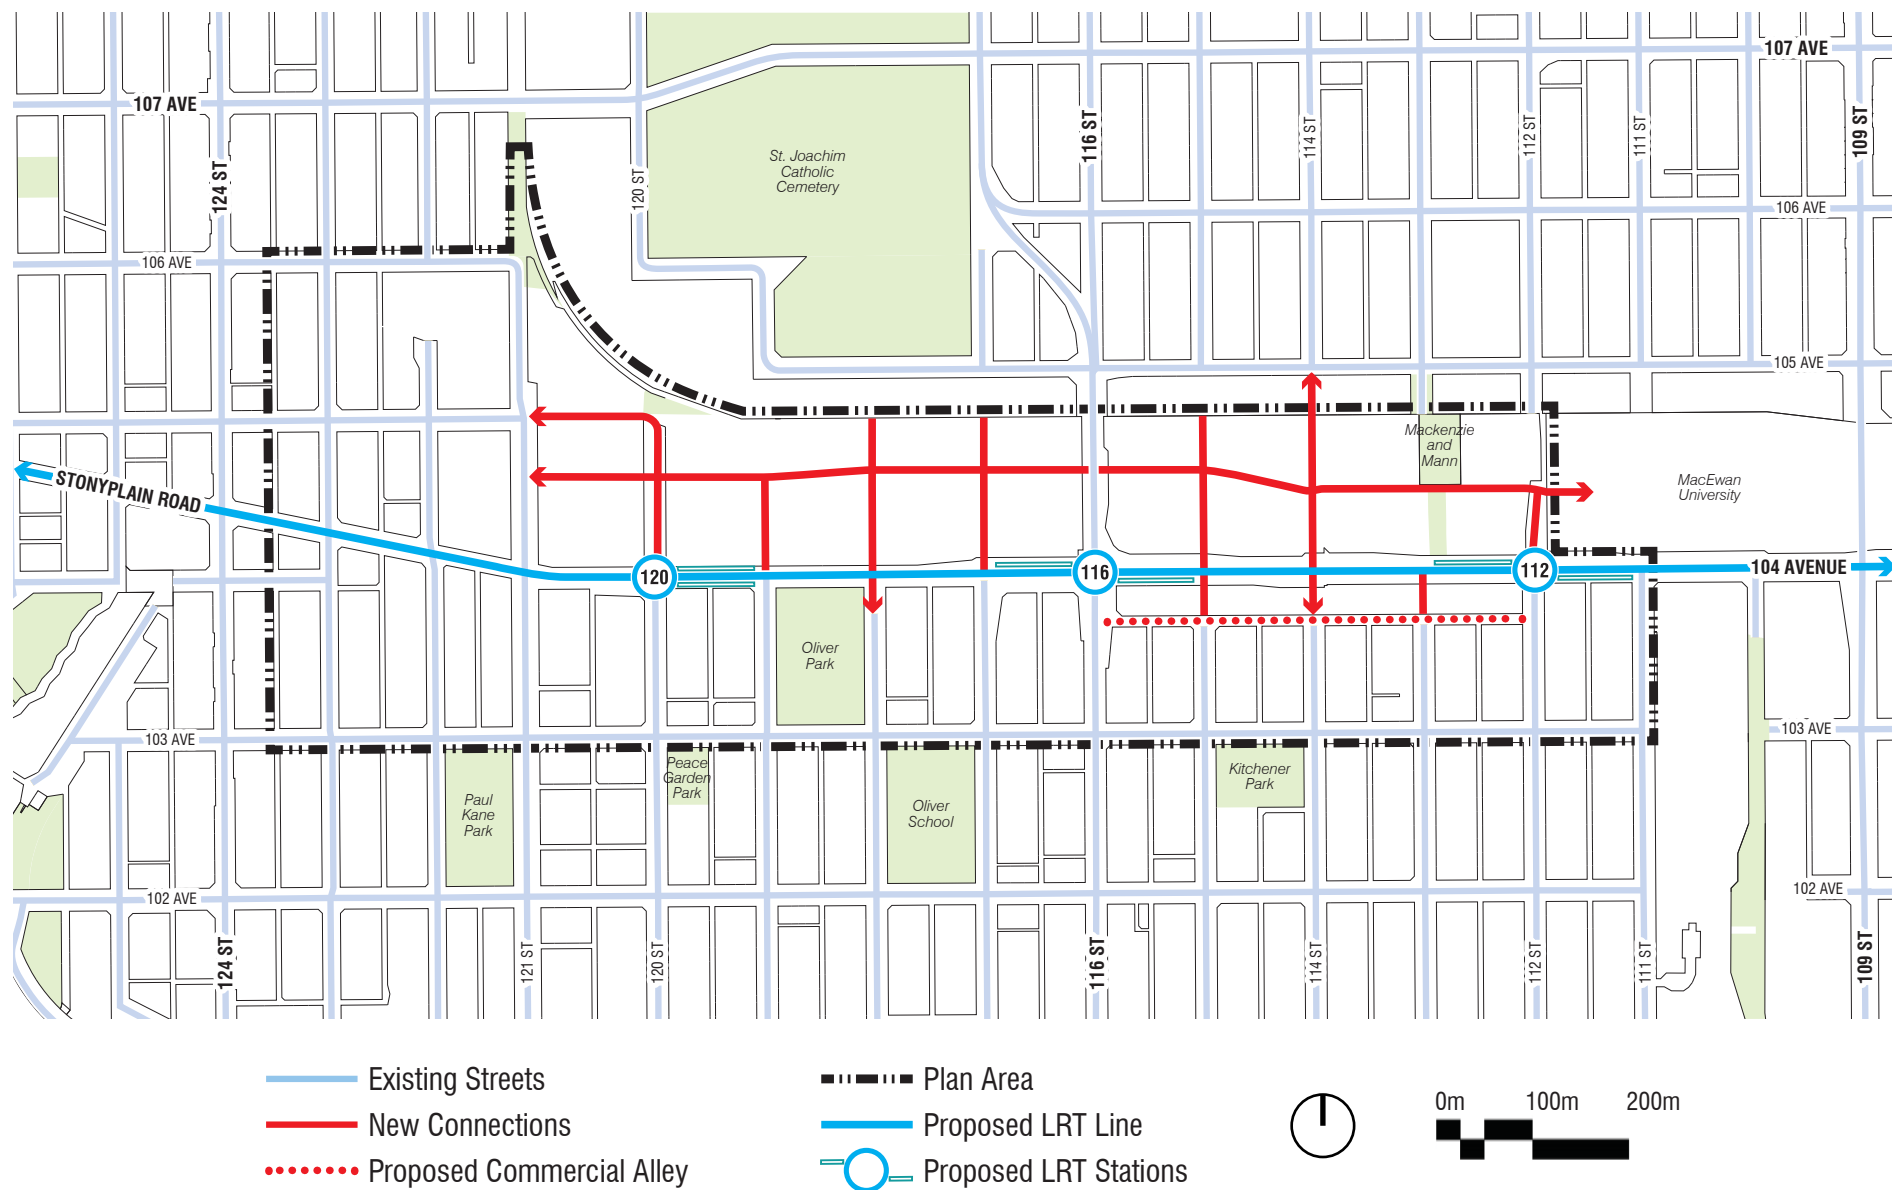 107 AVE
107 AVE
124 ST
120 ST
116 ST
114 ST
112 ST
111 ST
109 ST
St. Joachim
Catholic
Cemetery
106 AVE
106 AVE
105 AVE
Mackenzie
and
Mann
MacEwan
University
STONYPLAIN ROAD
120
116
112
104 AVENUE
Oliver
Park
103 AVE
103 AVE
Peace
Garden
Park
Paul
Kane
Park
Oliver
School
Kitchener
Park
102 AVE
102 AVE
124 ST
121 ST
120 ST
116 ST
114 ST
112 ST
111 ST
109 ST
Existing Streets
New Connections
Proposed Commercial Alley
Plan Area
Proposed LRT Line
Proposed LRT Stations
0m 100m 200m